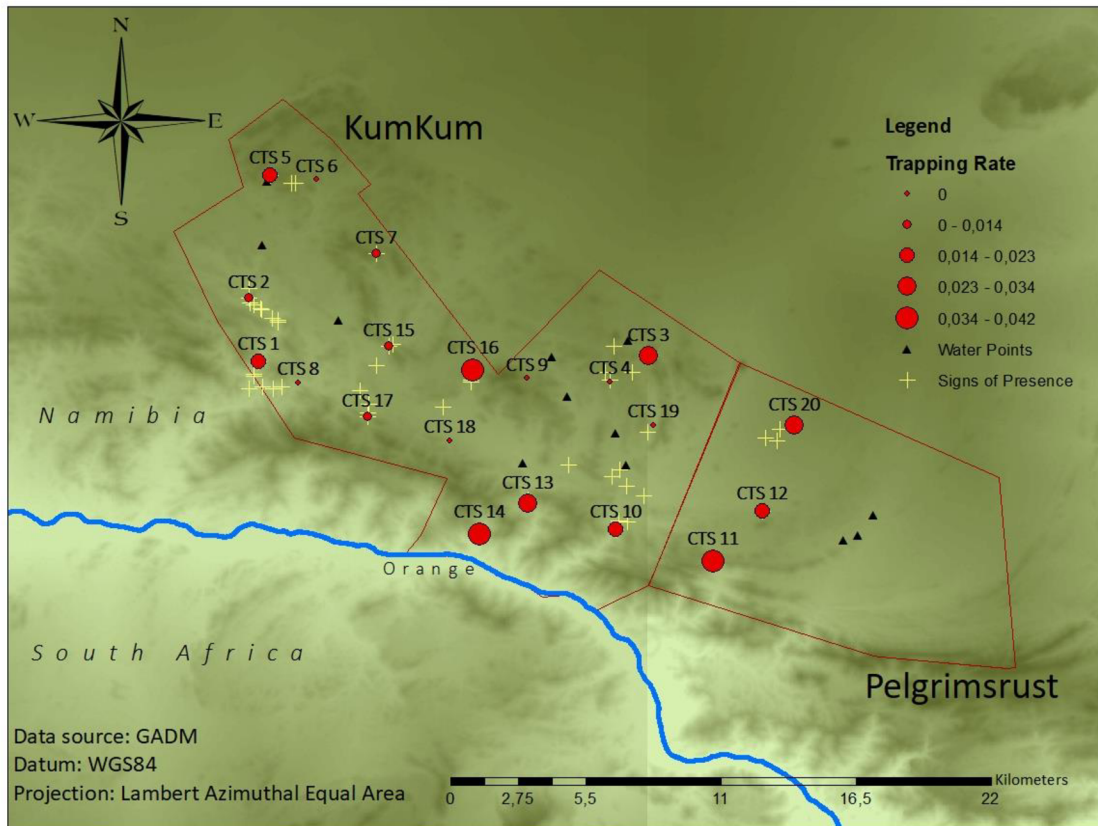 N
W E
S
KumKum
Pelgrimsrust
Namibia
South Africa
Orange
CTS 5
CTS 6
CTS 7
CTS 2
CTS 15
CTS 1
CTS 8
CTS 16
CTS 9
CTS 3
CTS 4
CTS 17
CTS 18
CTS 19
CTS 20
CTS 13
CTS 14
CTS 10
CTS 12
CTS 11
Legend
Trapping Rate
0
0 - 0,014
0,014 - 0,023
0,023 - 0,034
0,034 - 0,042
Water Points
Signs of Presence
Data source: GADM
Datum: WGS84
Projection: Lambert Azimuthal Equal Area
Kilometers
0 2,75 5,5 11 16,5 22